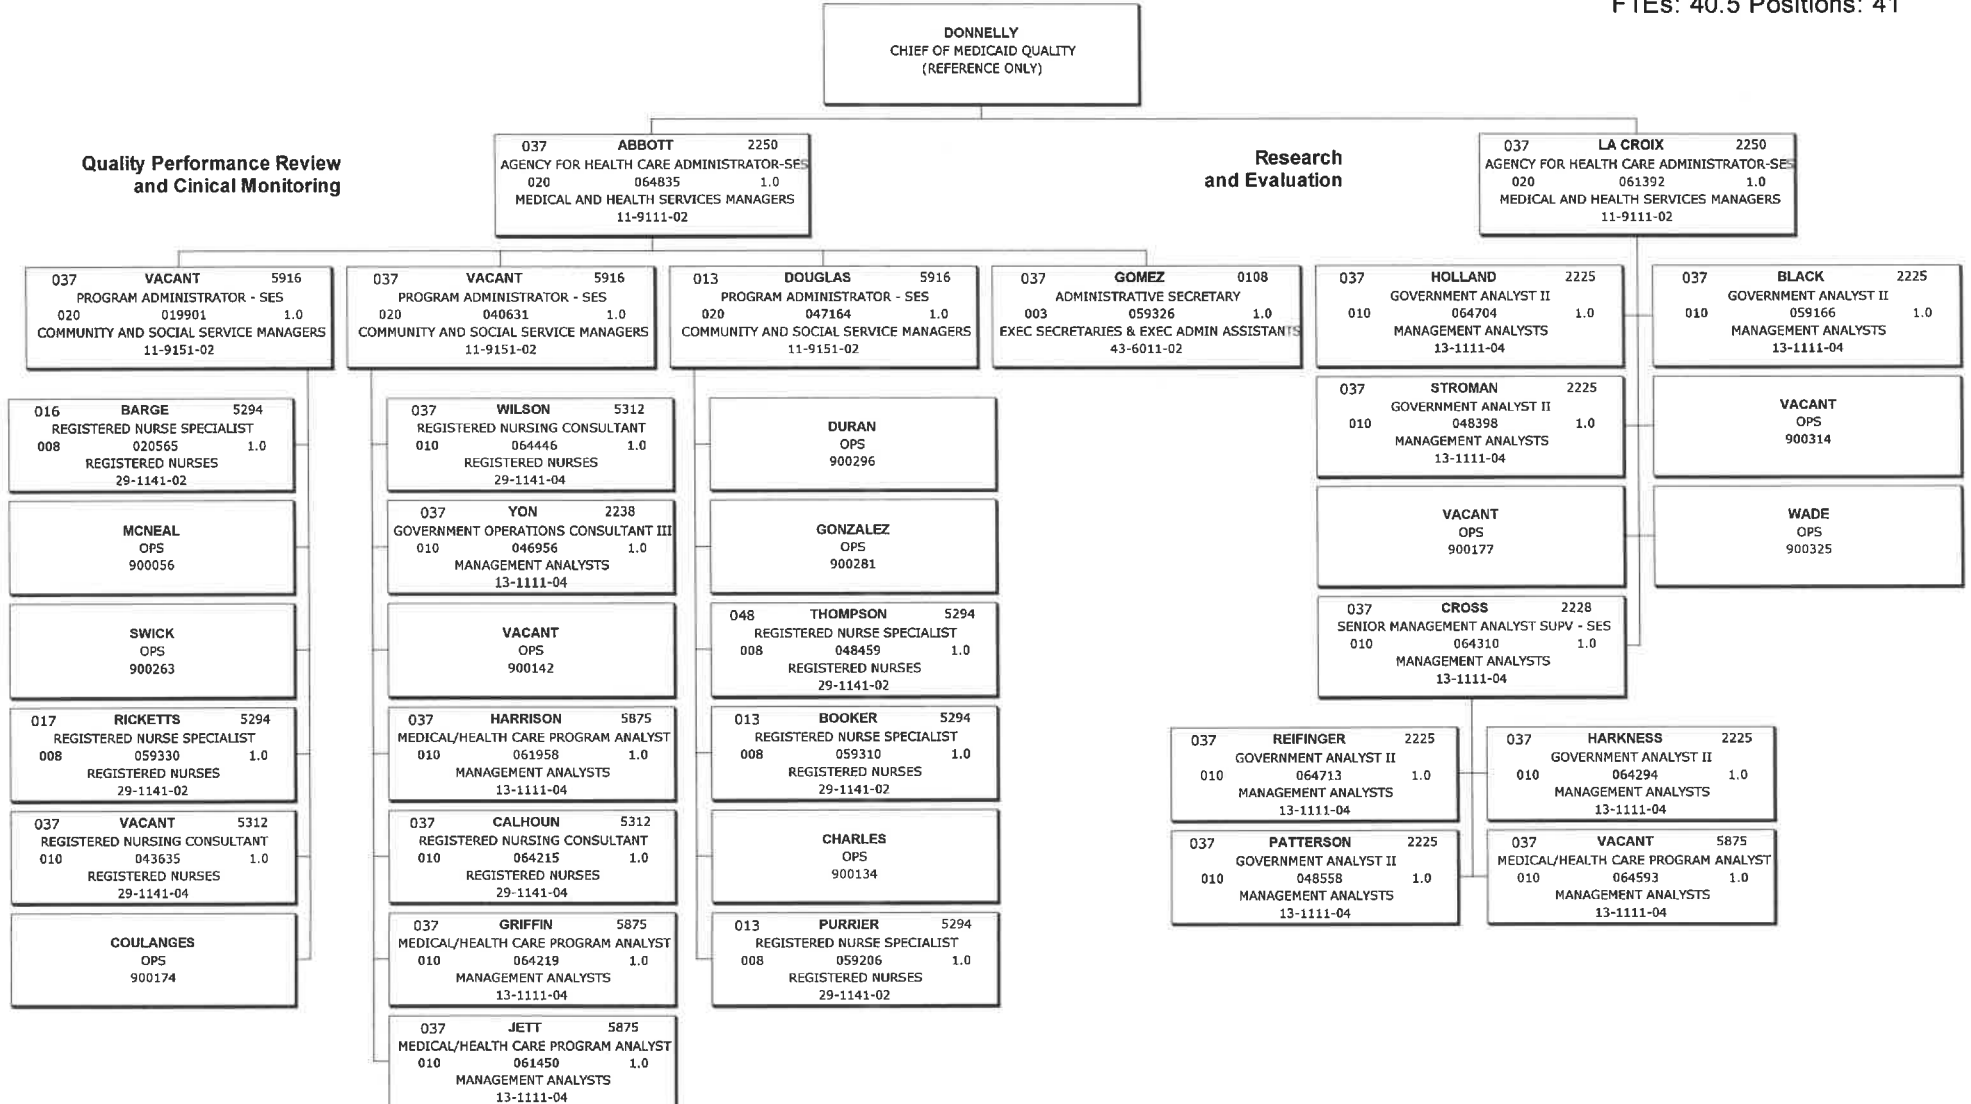 FTEs: 40.5 Positions: 41
DONNELLY
CHIEF OF MEDICAID QUALITY
(REFERENCE ONLY)
Quality Performance Review
and Cinical Monitoring
037 ABBOTT 2250
AGENCY FOR HEALTH CARE ADMINISTRATOR-SES
020 064835 1.0
MEDICAL AND HEALTH SERVICES MANAGERS
11-9111-02
Research
and Evaluation
037 LA CROIX 2250
AGENCY FOR HEALTH CARE ADMINISTRATOR-SES
020 061392 1.0
MEDICAL AND HEALTH SERVICES MANAGERS
11-9111-02
037 VACANT 5916
PROGRAM ADMINISTRATOR - SES
020 019901 1.0
COMMUNITY AND SOCIAL SERVICE MANAGERS
11-9151-02
037 VACANT 5916
PROGRAM ADMINISTRATOR - SES
020 040631 1.0
COMMUNITY AND SOCIAL SERVICE MANAGERS
11-9151-02
013 DOUGLAS 5916
PROGRAM ADMINISTRATOR - SES
020 047164 1.0
COMMUNITY AND SOCIAL SERVICE MANAGERS
11-9151-02
037 GOMEZ 0108
ADMINISTRATIVE SECRETARY
003 059326 1.0
EXEC SECRETARIES & EXEC ADMIN ASSISTANTS
43-6011-02
037 HOLLAND 2225
GOVERNMENT ANALYST II
010 064704 1.0
MANAGEMENT ANALYSTS
13-1111-04
037 BLACK 2225
GOVERNMENT ANALYST II
010 059166 1.0
MANAGEMENT ANALYSTS
13-1111-04
016 BARGE 5294
REGISTERED NURSE SPECIALIST
008 020565 1.0
REGISTERED NURSES
29-1141-02
MCNEAL
OPS
900056
SWICK
OPS
900263
017 RICKETTS 5294
REGISTERED NURSE SPECIALIST
008 059330 1.0
REGISTERED NURSES
29-1141-02
037 VACANT 5312
REGISTERED NURSING CONSULTANT
010 043635 1.0
REGISTERED NURSES
29-1141-04
COULANGES
OPS
900174
037 WILSON 5312
REGISTERED NURSING CONSULTANT
010 064446 1.0
REGISTERED NURSES
29-1141-04
037 YON 2238
GOVERNMENT OPERATIONS CONSULTANT III
010 046956 1.0
MANAGEMENT ANALYSTS
13-1111-04
VACANT
OPS
900142
037 HARRISON 5875
MEDICAL/HEALTH CARE PROGRAM ANALYST
010 061958 1.0
MANAGEMENT ANALYSTS
13-1111-04
037 CALHOUN 5312
REGISTERED NURSING CONSULTANT
010 064215 1.0
REGISTERED NURSES
29-1141-04
037 GRIFFIN 5875
MEDICAL/HEALTH CARE PROGRAM ANALYST
010 064219 1.0
MANAGEMENT ANALYSTS
13-1111-04
037 JETT 5875
MEDICAL/HEALTH CARE PROGRAM ANALYST
010 061450 1.0
MANAGEMENT ANALYSTS
13-1111-04
DURAN
OPS
900296
GONZALEZ
OPS
900281
048 THOMPSON 5294
REGISTERED NURSE SPECIALIST
008 048459 1.0
REGISTERED NURSES
29-1141-02
013 BOOKER 5294
REGISTERED NURSE SPECIALIST
008 059310 1.0
REGISTERED NURSES
29-1141-02
CHARLES
OPS
900134
013 PURRIER 5294
REGISTERED NURSE SPECIALIST
008 059206 1.0
REGISTERED NURSES
29-1141-02
037 STROMAN 2225
GOVERNMENT ANALYST II
010 048398 1.0
MANAGEMENT ANALYSTS
13-1111-04
VACANT
OPS
900314
VACANT
OPS
900177
WADE
OPS
900325
037 CROSS 2228
SENIOR MANAGEMENT ANALYST SUPV - SES
010 064310 1.0
MANAGEMENT ANALYSTS
13-1111-04
037 REIFINGER 2225
GOVERNMENT ANALYST II
010 064713 1.0
MANAGEMENT ANALYSTS
13-1111-04
037 HARKNESS 2225
GOVERNMENT ANALYST II
010 064294 1.0
MANAGEMENT ANALYSTS
13-1111-04
037 PATTERSON 2225
GOVERNMENT ANALYST II
010 048558 1.0
MANAGEMENT ANALYSTS
13-1111-04
037 VACANT 5875
MEDICAL/HEALTH CARE PROGRAM ANALYST
010 064593 1.0
MANAGEMENT ANALYSTS
13-1111-04